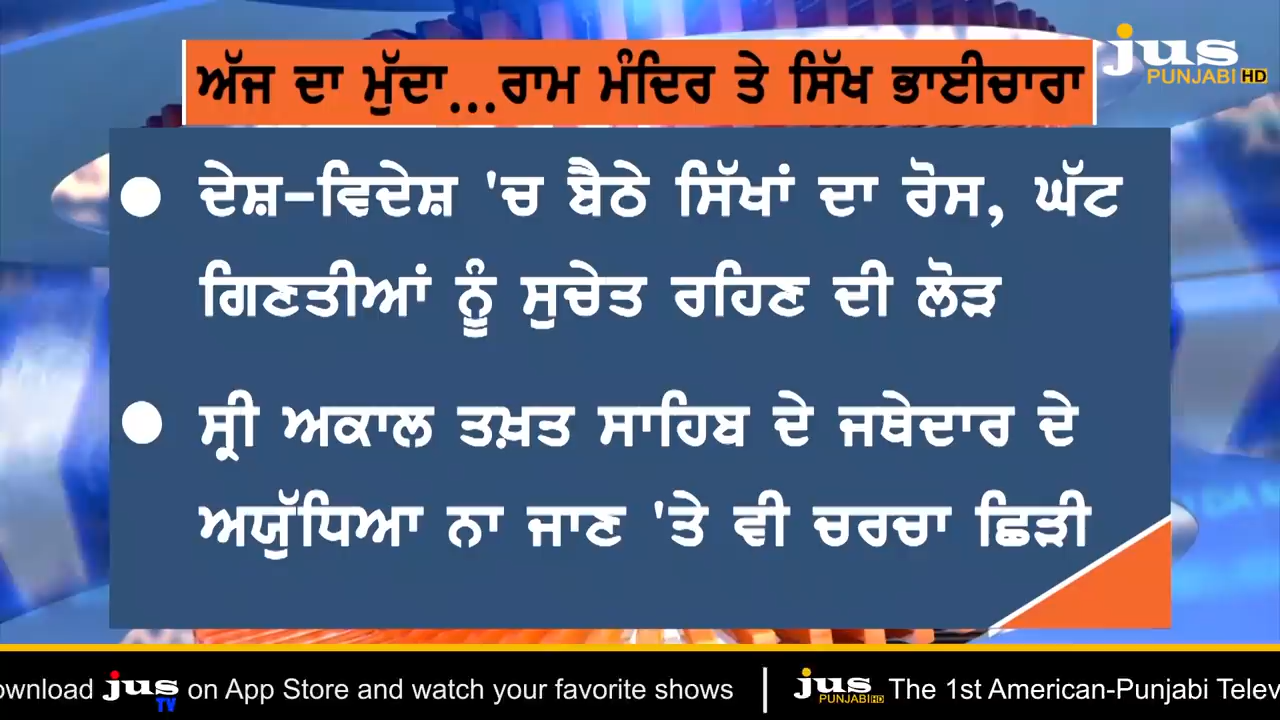 jus
PUNJABI HD
ਅੱਜ ਦਾ ਮੁੱਦਾ...ਰਾਮ ਮੰਦਿਰ ਤੇ ਸਿੱਖ ਭਾਈਚਾਰਾ
● ਦੇਸ਼-ਵਿਦੇਸ਼ 'ਚ ਬੈਠੇ ਸਿੱਖਾਂ ਦਾ ਰੋਸ, ਘੱਟ
ਗਿਣਤੀਆਂ ਨੂੰ ਸੁਚੇਤ ਰਹਿਣ ਦੀ ਲੋੜ
● ਸ੍ਰੀ ਅਕਾਲ ਤਖ਼ਤ ਸਾਹਿਬ ਦੇ ਜਥੇਦਾਰ ਦੇ
ਅਯੁੱਧਿਆ ਨਾ ਜਾਣ 'ਤੇ ਵੀ ਚਰਚਾ ਛਿੜੀ
ownload jus TV on App Store and watch your favorite shows | jus PUNJABI HD The 1st American-Punjabi Telev